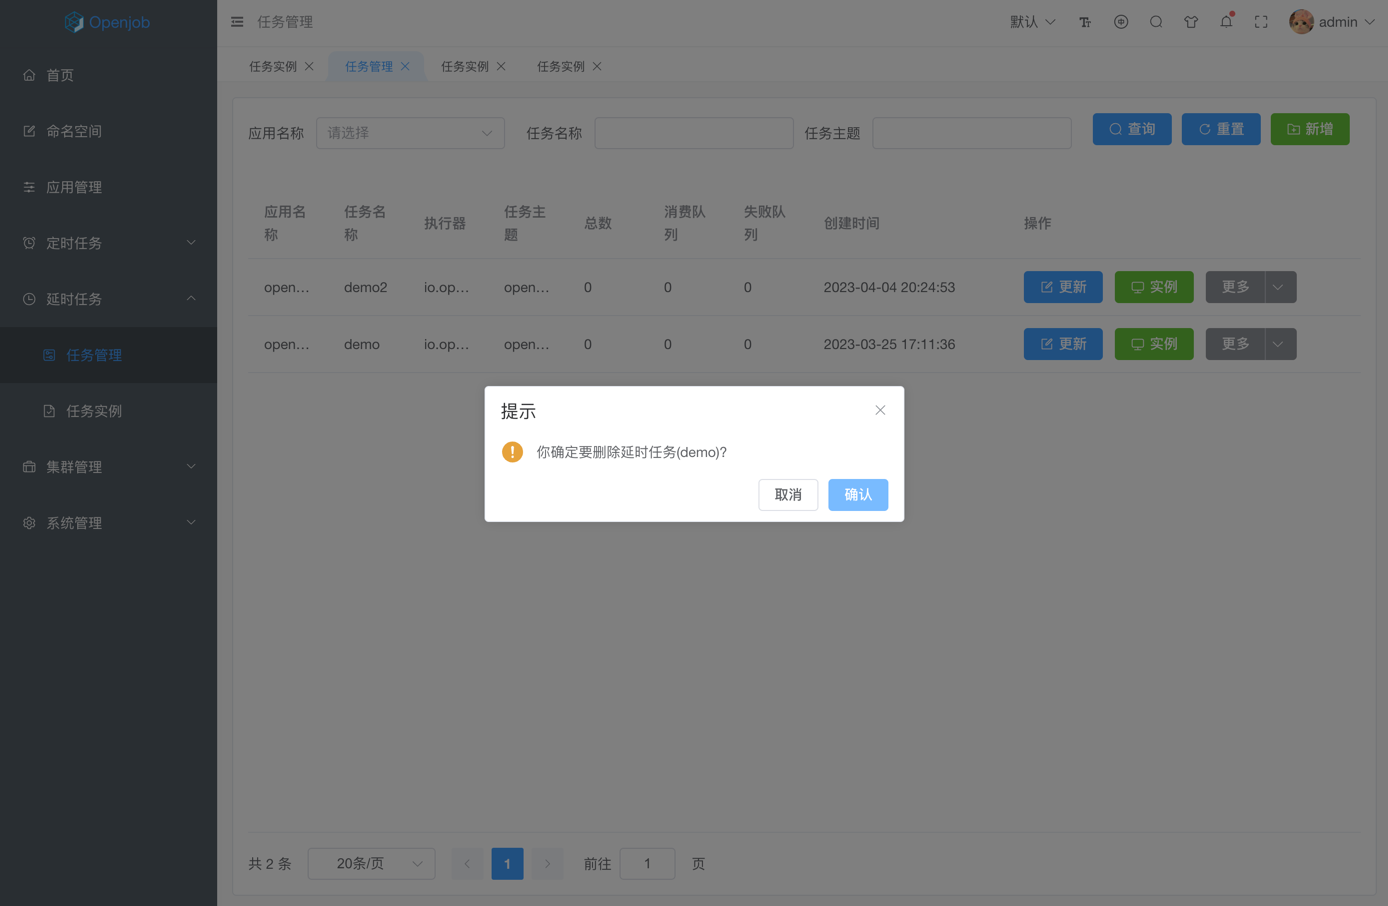 Openjob
任务管理
默认
admin
任务实例
任务管理
任务实例
任务实例
首页
命名空间
应用管理
定时任务
延时任务
任务管理
任务实例
集群管理
系统管理
应用名称 请选择 任务名称 任务主题 查询 重置 新增
应用名称 任务名称 执行器 任务主题 总数 消费队列 失败队列 创建时间 操作
open... demo2 io.op... open... 0 0 0 2023-04-04 20:24:53 更新 实例 更多
open... demo io.op... open... 0 0 0 2023-03-25 17:11:36 更新 实例 更多
提示
你确定要删除延时任务(demo)?
取消 确认
共 2 条 20条/页 1 前往 1 页